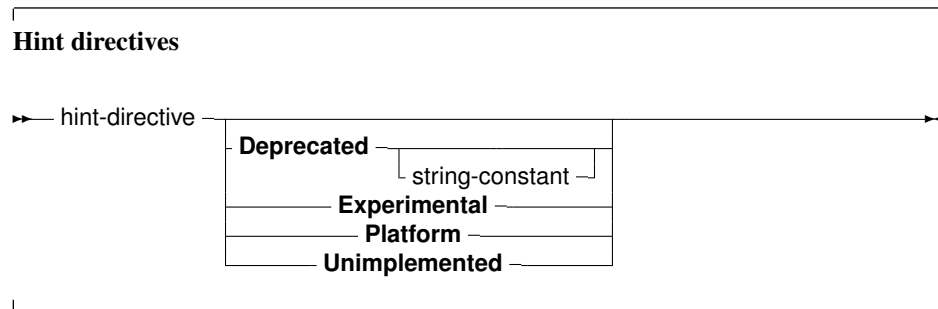 Hint directives
hint-directive
Deprecated
string-constant
Experimental
Platform
Unimplemented